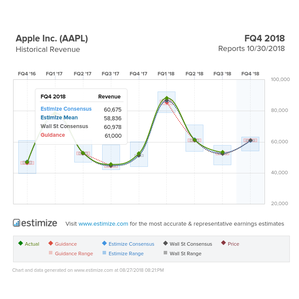 Apple Inc. (AAPL)
FQ4 2018
Historical Revenue
Reports 10/30/2018
FQ4 '16 FQ1 '17 FQ2 '17 FQ3 '17 FQ4 '17 FQ1 '18 FQ2 '18 FQ3 '18 FQ4 '18
100,000
80,000
60,000
40,000
20,000
FQ4 2018 Revenue
Estimize Consensus 60,675
Estimize Mean 58,836
Wall St Consensus 60,978
Guidance 61,000
estimize
Visit www.estimize.com for the most accurate & representative earnings estimates
Actual Guidance Estimize Consensus Wall St Consensus Price
Guidance Range Estimize Range Wall St Range
Chart and data generated on www.estimize.com at 08/27/2018 08:21PM